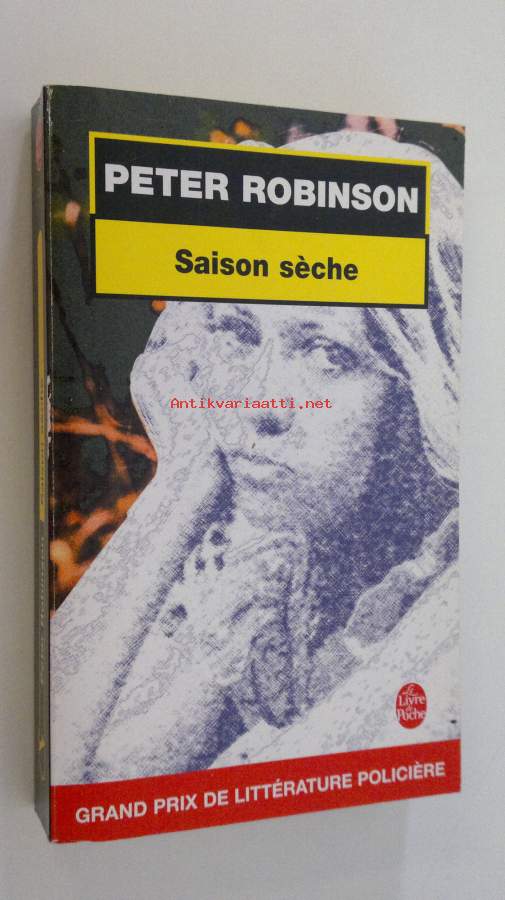 PETER ROBINSON
Saison sèche
Antikvariaatti.net
Le
Livre
de
Poche
GRAND PRIX DE LITTÉRATURE POLICIÈRE